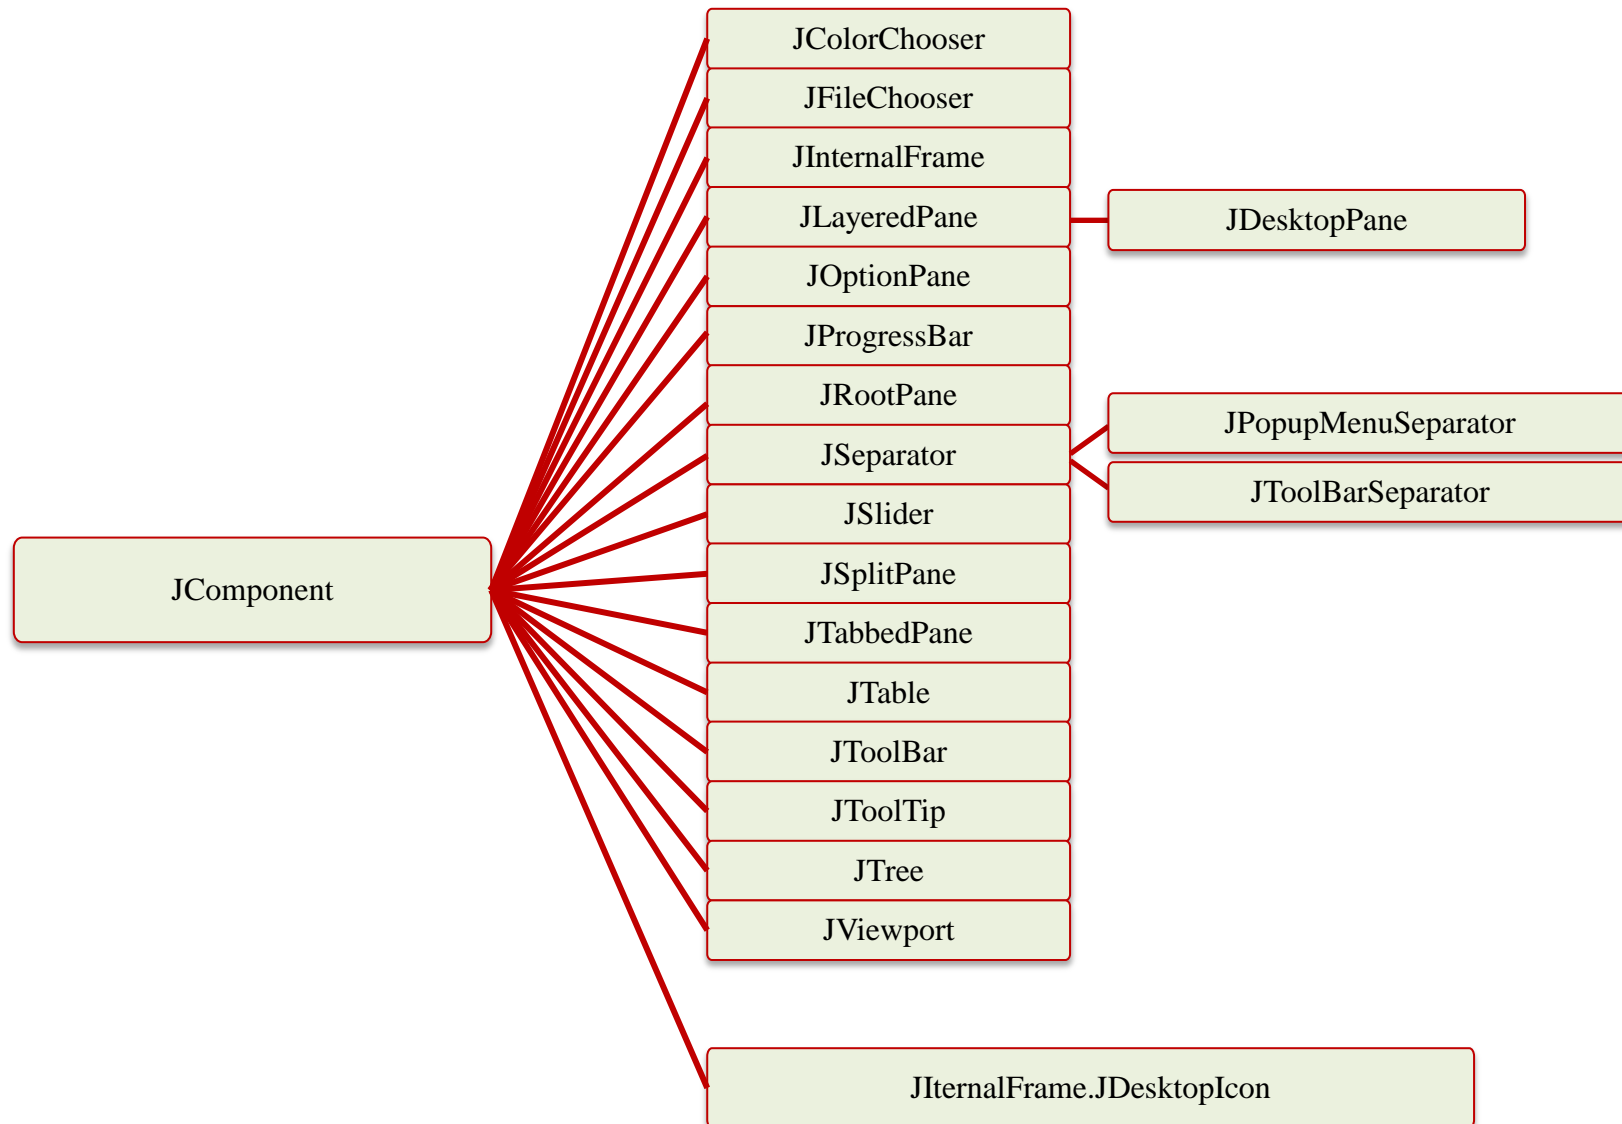 JColorChooser
JFileChooser
JInternalFrame
JLayeredPane
JDesktopPane
JOptionPane
JProgressBar
JRootPane
JPopupMenuSeparator
JSeparator
JToolBarSeparator
JSlider
JSplitPane
JComponent
JTabbedPane
JTable
JToolBar
JToolTip
JTree
JViewport
JIternalFrame.JDesktopIcon